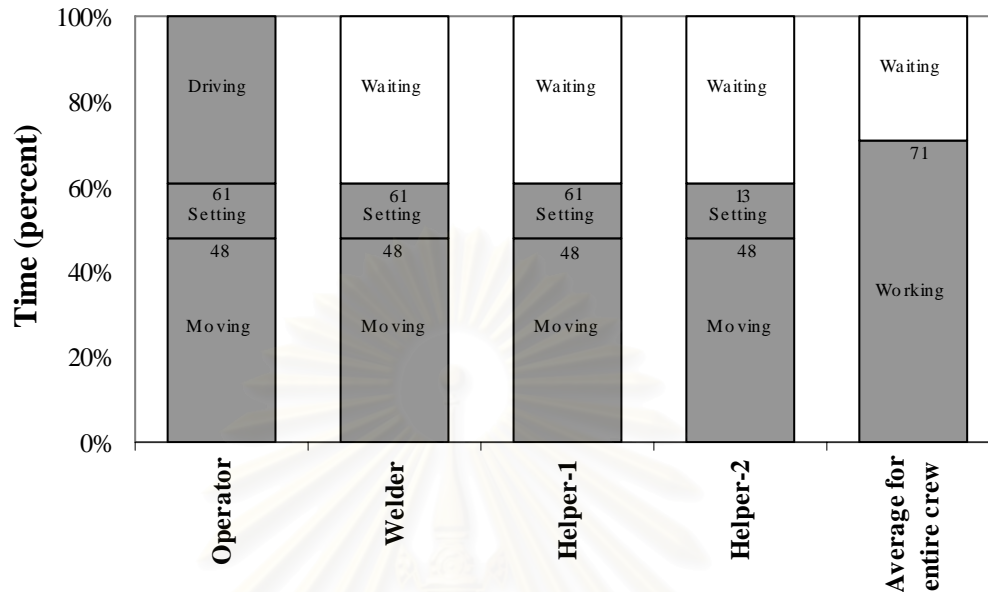 100%
80%
60%
40%
20%
0%
Time (percent)
Driving
61
Setting
48
Moving
Waiting
61
Setting
48
Moving
Waiting
61
Setting
48
Moving
Waiting
13
Setting
48
Moving
Waiting
71
Working
Operator
Welder
Helper-1
Helper-2
Average for
entire crew